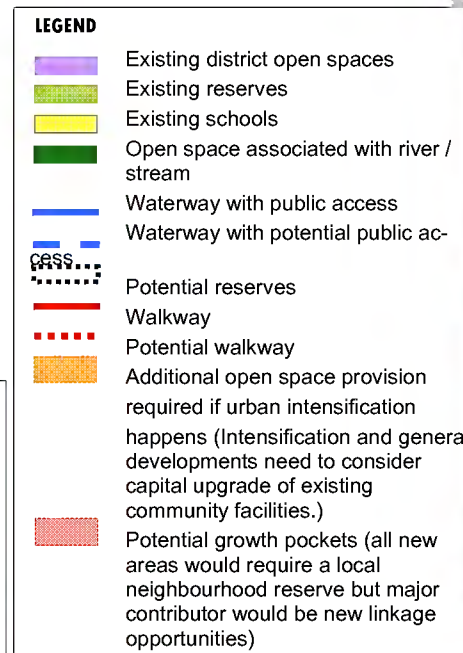 LEGEND
Existing district open spaces
Existing reserves
Existing schools
Open space associated with river /
stream
Waterway with public access
Waterway with potential public ac-
cess
Potential reserves
Walkway
Potential walkway
Additional open space provision
required if urban intensification
happens (Intensification and genera
developments need to consider
capital upgrade of existing
community facilities.)
Potential growth pockets (all new
areas would require a local
neighbourhood reserve but major
contributor would be new linkage
opportunities)